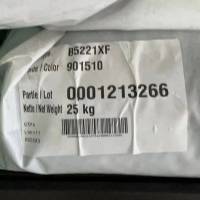 B5221XF
/ Color 901510
Partie / Lot 0001213266
Netto / Net Weight 25 kg